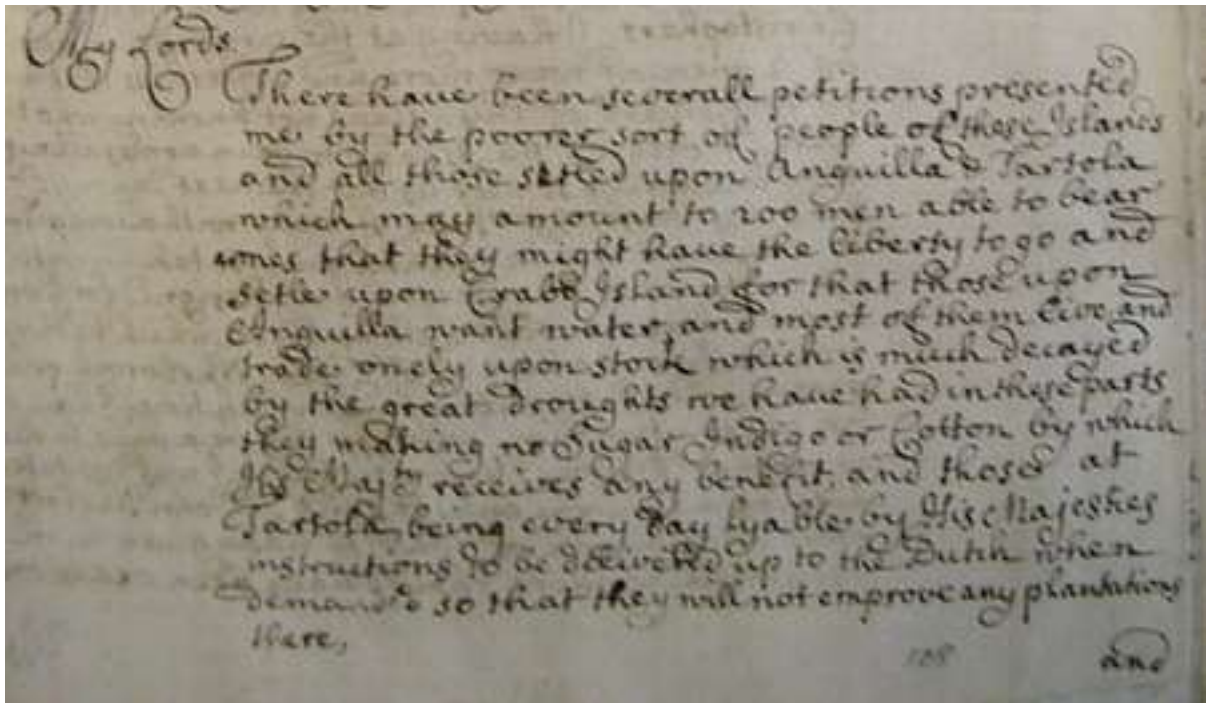 My Lords
There have been severall petitions presented
me by the poorer sort of people of these Islands
and all those setled upon Anguilla & Tartola
which may amount to 200 men able to bear
armes that they might have the liberty to go and
setle upon Crabb Island for that those upon
Anguilla want water, and most of them live and
trade onely upon stock which is much decayed
by the great droughts we have had in these parts
they making no Sugar Indigo or Cotton by which
His Maj.tie receives any benefit, and those at
Tartola, being every day lyable by His Majesties
instructions to be delivered up to the Dutch when
demanded so that they will not emprove any plantations
there,
108
and